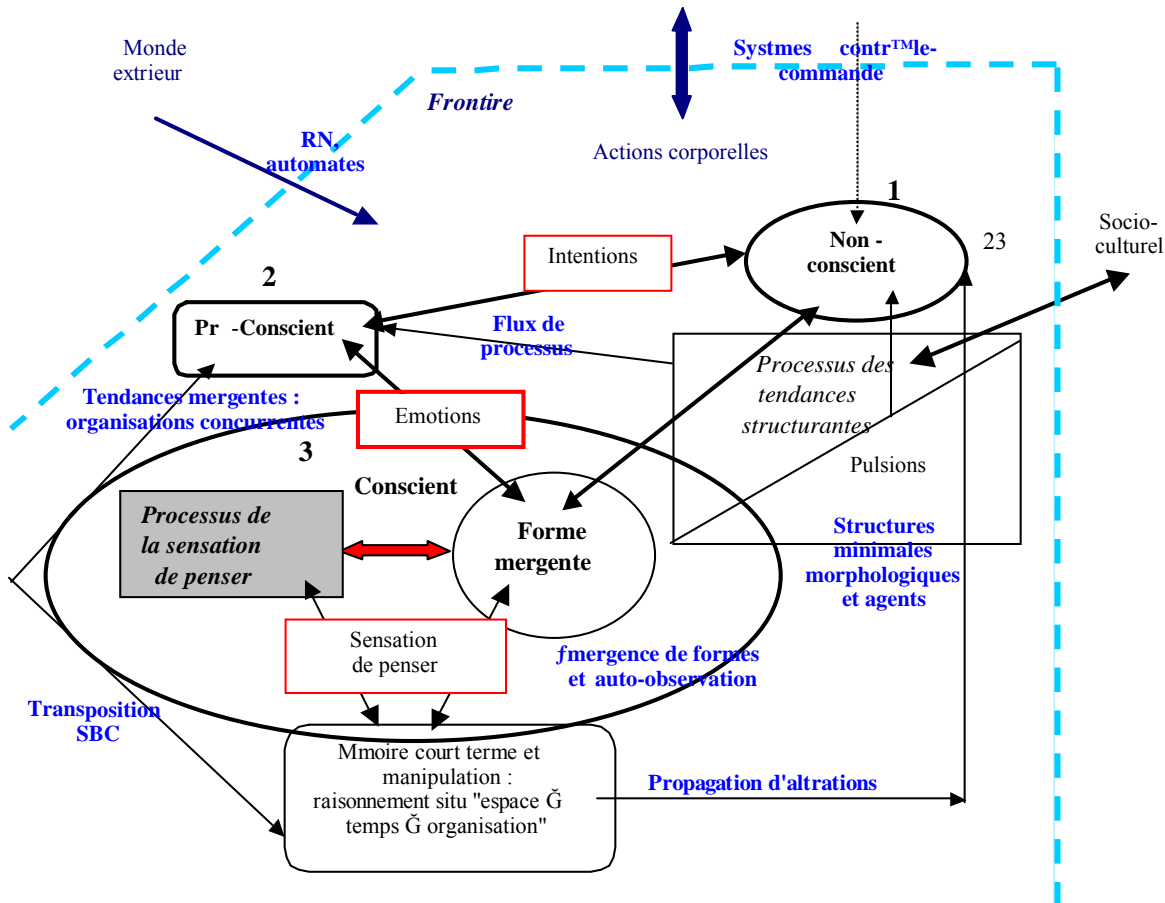 Monde
extrieur
Systmes contr™le-
commande
Frontire
RN,
automates
Actions corporelles
1
Non -
conscient
23
Socio-
culturel
Intentions
2
Pr -Conscient
Flux de
processus
Processus des
tendances
structurantes
Pulsions
Tendances mergentes :
organisations concurrentes
Emotions
3
Conscient
Processus de
la sensation
de penser
Forme
mergente
Structures
minimales
morphologiques
et agents
Sensation
de penser
ƒmergence de formes
et auto-observation
Transposition
SBC
Mmoire court terme et
manipulation :
raisonnement situ "espace Ğ
temps Ğ organisation"
Propagation d'altrations